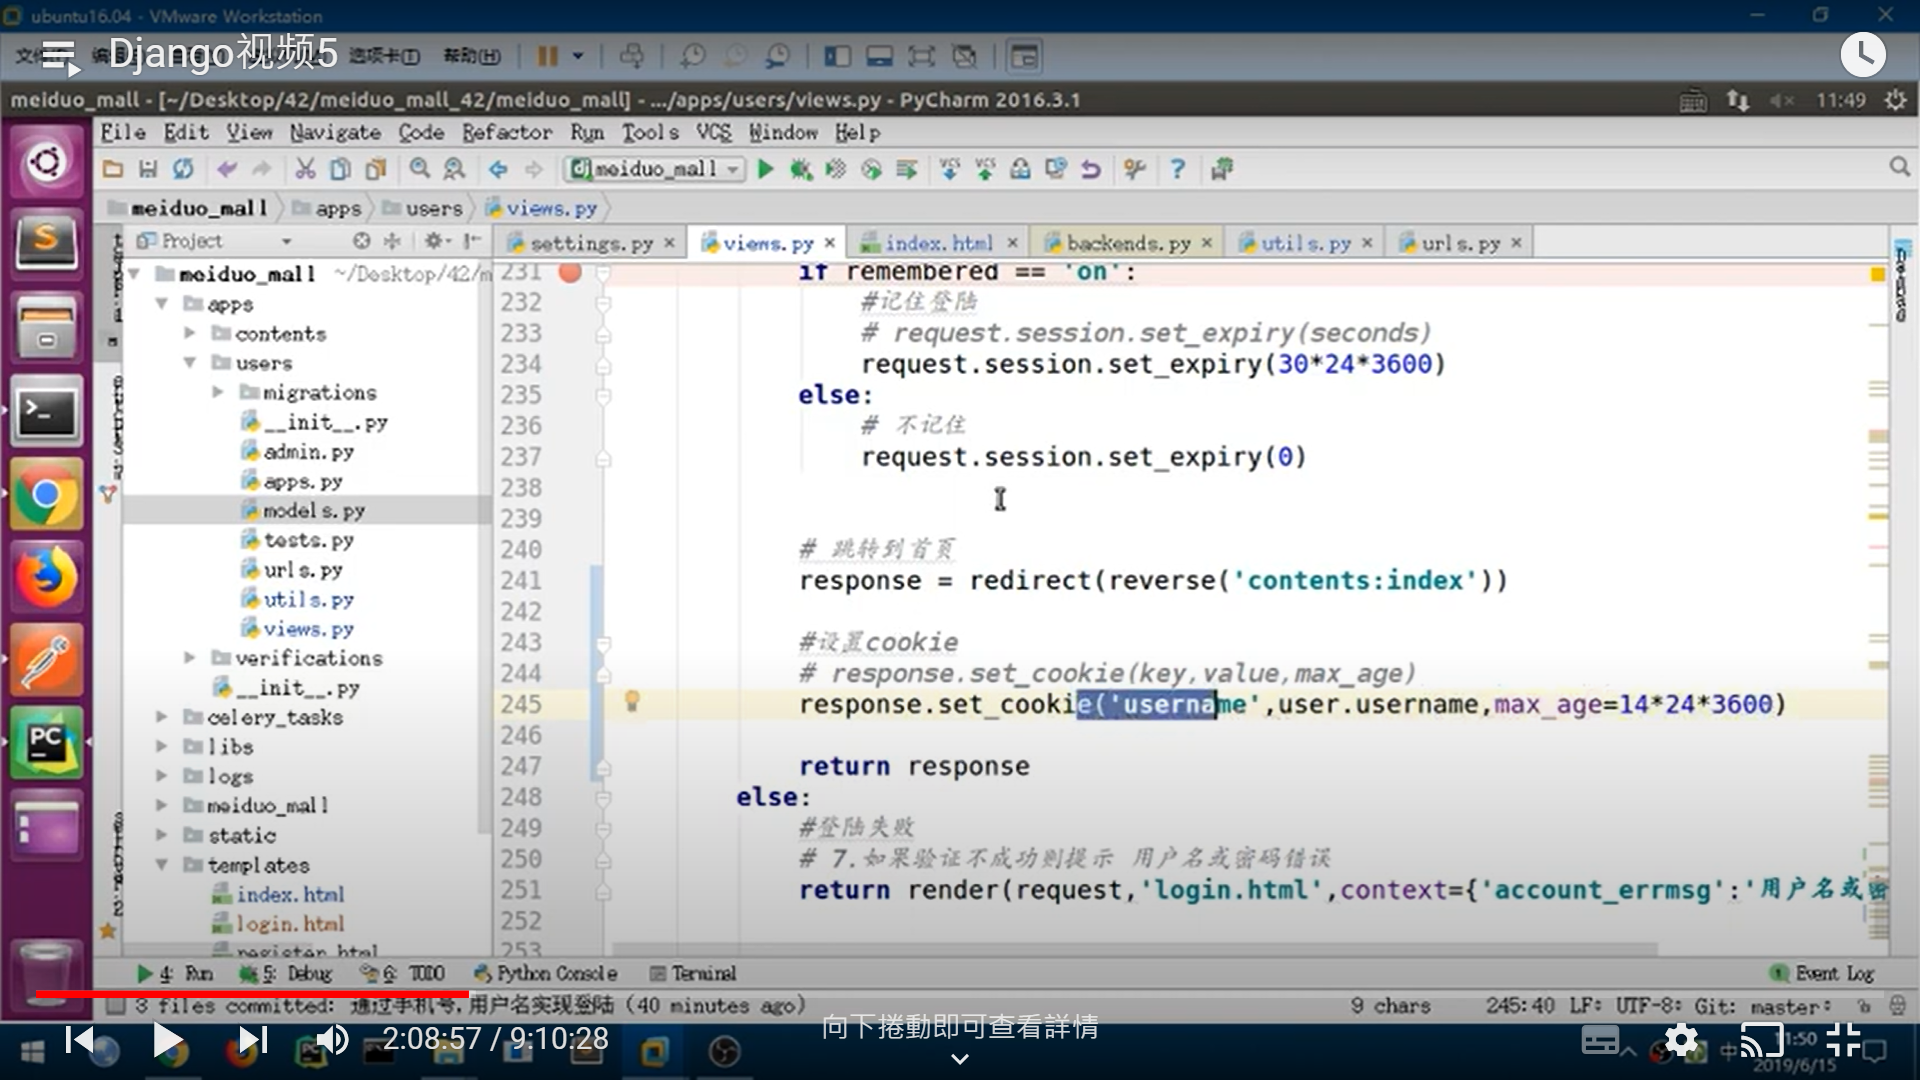 ubuntu16.04 - VMware Workstation
Django视频5
选项卡(T) 帮助(H)
meiduo_mall - [~/Desktop/42/meiduo_mall_42/meiduo_mall] - .../apps/users/views.py - PyCharm 2016.3.1
11:49
File Edit View Navigate Code Refactor Run Tools VCS Window Help
meiduo_mall
meiduo_mall apps users views.py
Project
settings.py views.py index.html backends.py utils.py urls.py
meiduo_mall ~/Desktop/42/m
apps
contents
users
migrations
__init__.py
admin.py
apps.py
models.py
tests.py
urls.py
utils.py
views.py
verifications
__init__.py
celery_tasks
libs
logs
meiduo_mall
static
templates
index.html
login.html
register.html
231 if remembered == 'on':
232 #记住登陆
233 # request.session.set_expiry(seconds)
234 request.session.set_expiry(30*24*3600)
235 else:
236 # 不记住
237 request.session.set_expiry(0)
238
239
240 # 跳转到首页
241 response = redirect(reverse('contents:index'))
242
243 #设置cookie
244 # response.set_cookie(key,value,max_age)
245 response.set_cookie('username',user.username,max_age=14*24*3600)
246
247 return response
248 else:
249 #登陆失败
250 # 7.如果验证不成功则提示 用户名或密码错误
251 return render(request,'login.html',context={'account_errmsg':'用户名或密
252
253
4: Run 5: Debug 6: TODO Python Console Terminal Event Log
3 files committed: 通过手机号,用户名实现登陆 (40 minutes ago) 9 chars 245:40 LF: UTF-8: Git: master:
2:08:57 / 9:10:28
向下捲動即可查看詳情
中
11:50
2019/6/15